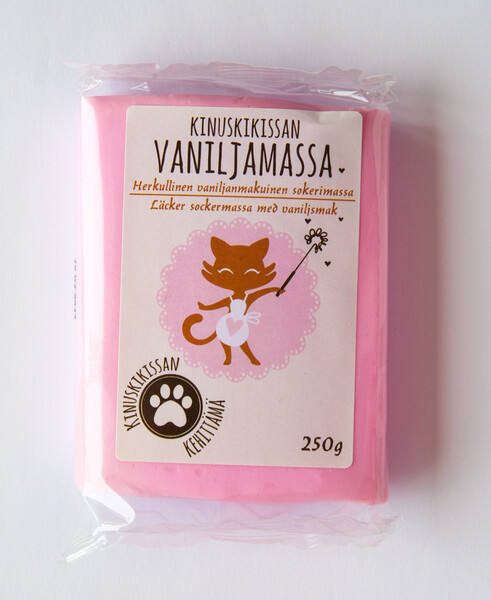 KINUSKIKISSAN
VANILJAMASSA
Herkullinen vaniljanmakuinen sokerimassa
Läcker sockermassa med vaniljsmak
KINUSKIKISSAN
KEHITTÄMÄ
250g